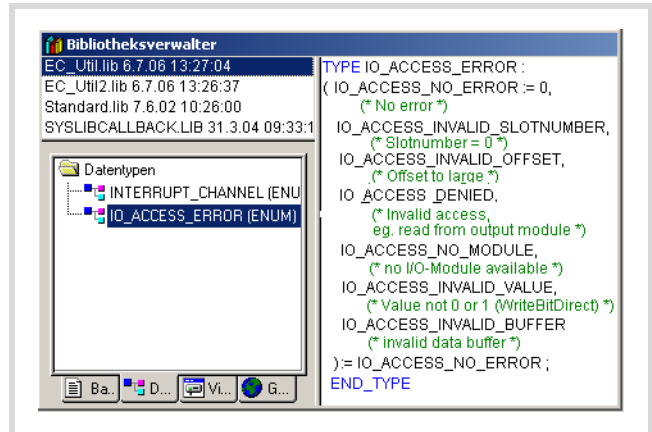 Bibliotheksverwalter
EC_Util.lib 6.7.06 13:27:04
EC_Util2.lib 6.7.06 13:26:37
Standard.lib 7.6.02 10:26:00
SYSLIBCALLBACK.LIB 31.3.04 09:33:1
Datentypen
INTERRUPT_CHANNEL (ENU
IO_ACCESS_ERROR (ENUM)
Ba.. D... Vi... G...
TYPE IO_ACCESS_ERROR :
( IO_ACCESS_NO_ERROR := 0,
(* No error *)
IO_ACCESS_INVALID_SLOTNUMBER,
(* Slotnumber = 0 *)
IO_ACCESS_INVALID_OFFSET,
(* Offset to large *)
IO_ACCESS_DENIED,
(* Invalid access,
eg. read from output module *)
IO_ACCESS_NO_MODULE,
(* no I/O-Module available *)
IO_ACCESS_INVALID_VALUE,
(* Value not 0 or 1 (WriteBitDirect) *)
IO_ACCESS_INVALID_BUFFER
(* invalid data buffer *)
):= IO_ACCESS_NO_ERROR ;
END_TYPE